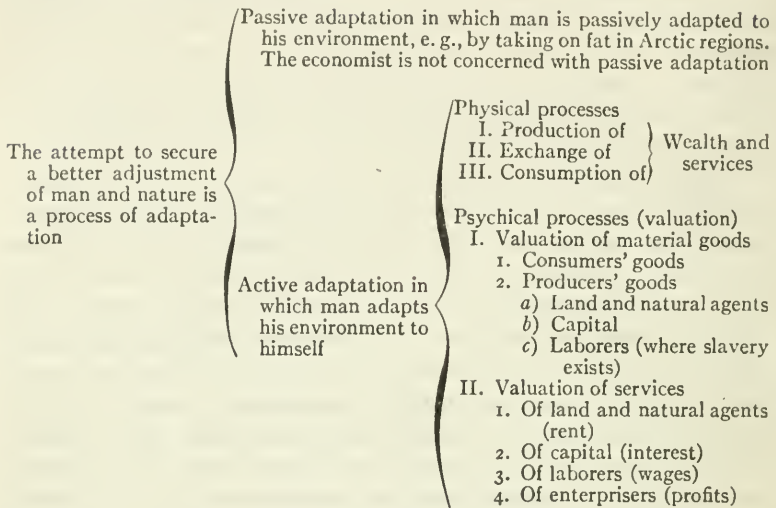 Passive adaptation in which man is passively adapted to
his environment, e. g., by taking on fat in Arctic regions.
The economist is not concerned with passive adaptation
The attempt to secure
a better adjustment
of man and nature is
a process of adapta-
tion
Active adaptation in
which man adapts
his environment to
himself
Physical processes
I. Production of
II. Exchange of
III. Consumption of
Wealth and
services
Psychical processes (valuation)
I. Valuation of material goods
1. Consumers' goods
2. Producers' goods
a) Land and natural agents
b) Capital
c) Laborers (where slavery
exists)
II. Valuation of services
1. Of land and natural agents
(rent)
2. Of capital (interest)
3. Of laborers (wages)
4. Of enterprisers (profits)